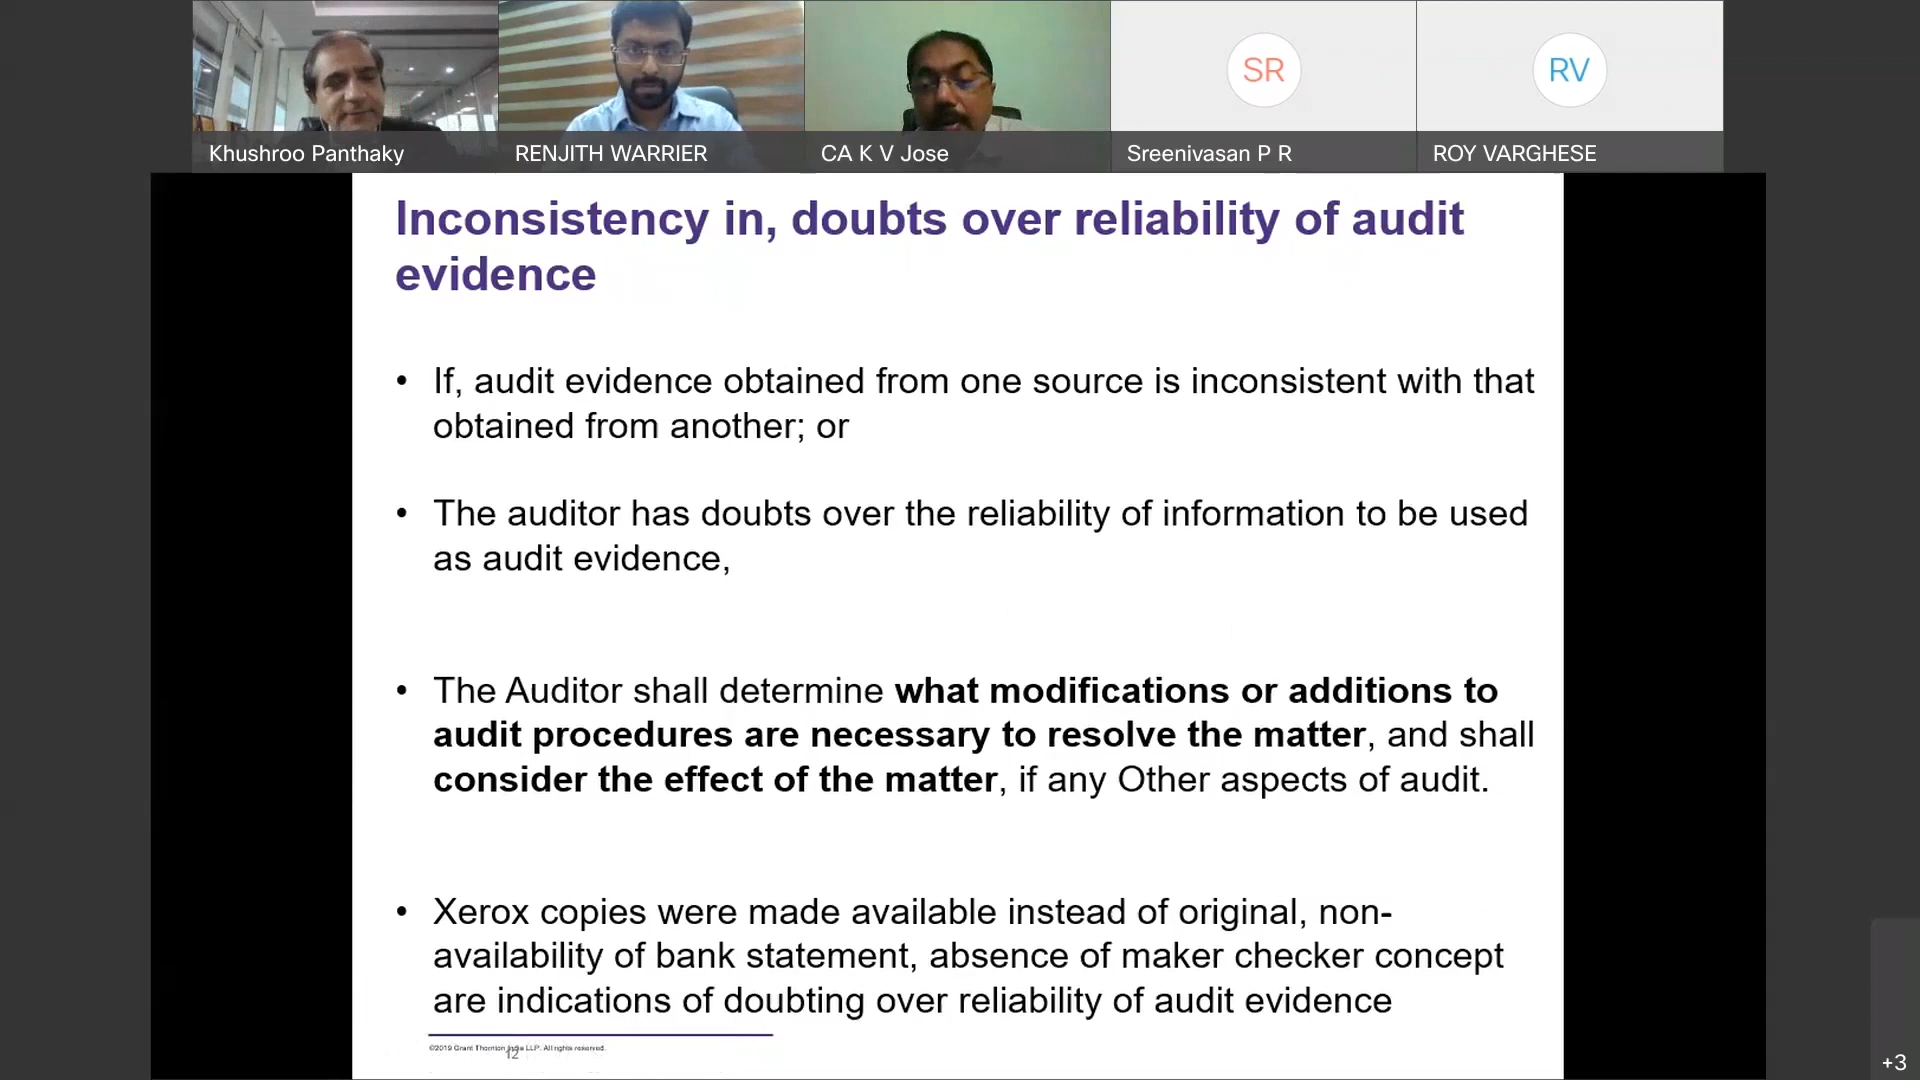 Khushroo Panthaky
RENJITH WARRIER
CA K V Jose
SR
Sreenivasan P R
RV
ROY VARGHESE
Inconsistency in, doubts over reliability of audit
evidence
• If, audit evidence obtained from one source is inconsistent with that
obtained from another; or
• The auditor has doubts over the reliability of information to be used
as audit evidence,
• The Auditor shall determine what modifications or additions to
audit procedures are necessary to resolve the matter, and shall
consider the effect of the matter, if any Other aspects of audit.
• Xerox copies were made available instead of original, non-
availability of bank statement, absence of maker checker concept
are indications of doubting over reliability of audit evidence
©2019 Grant Thornton India LLP. All rights reserved.
12
+3